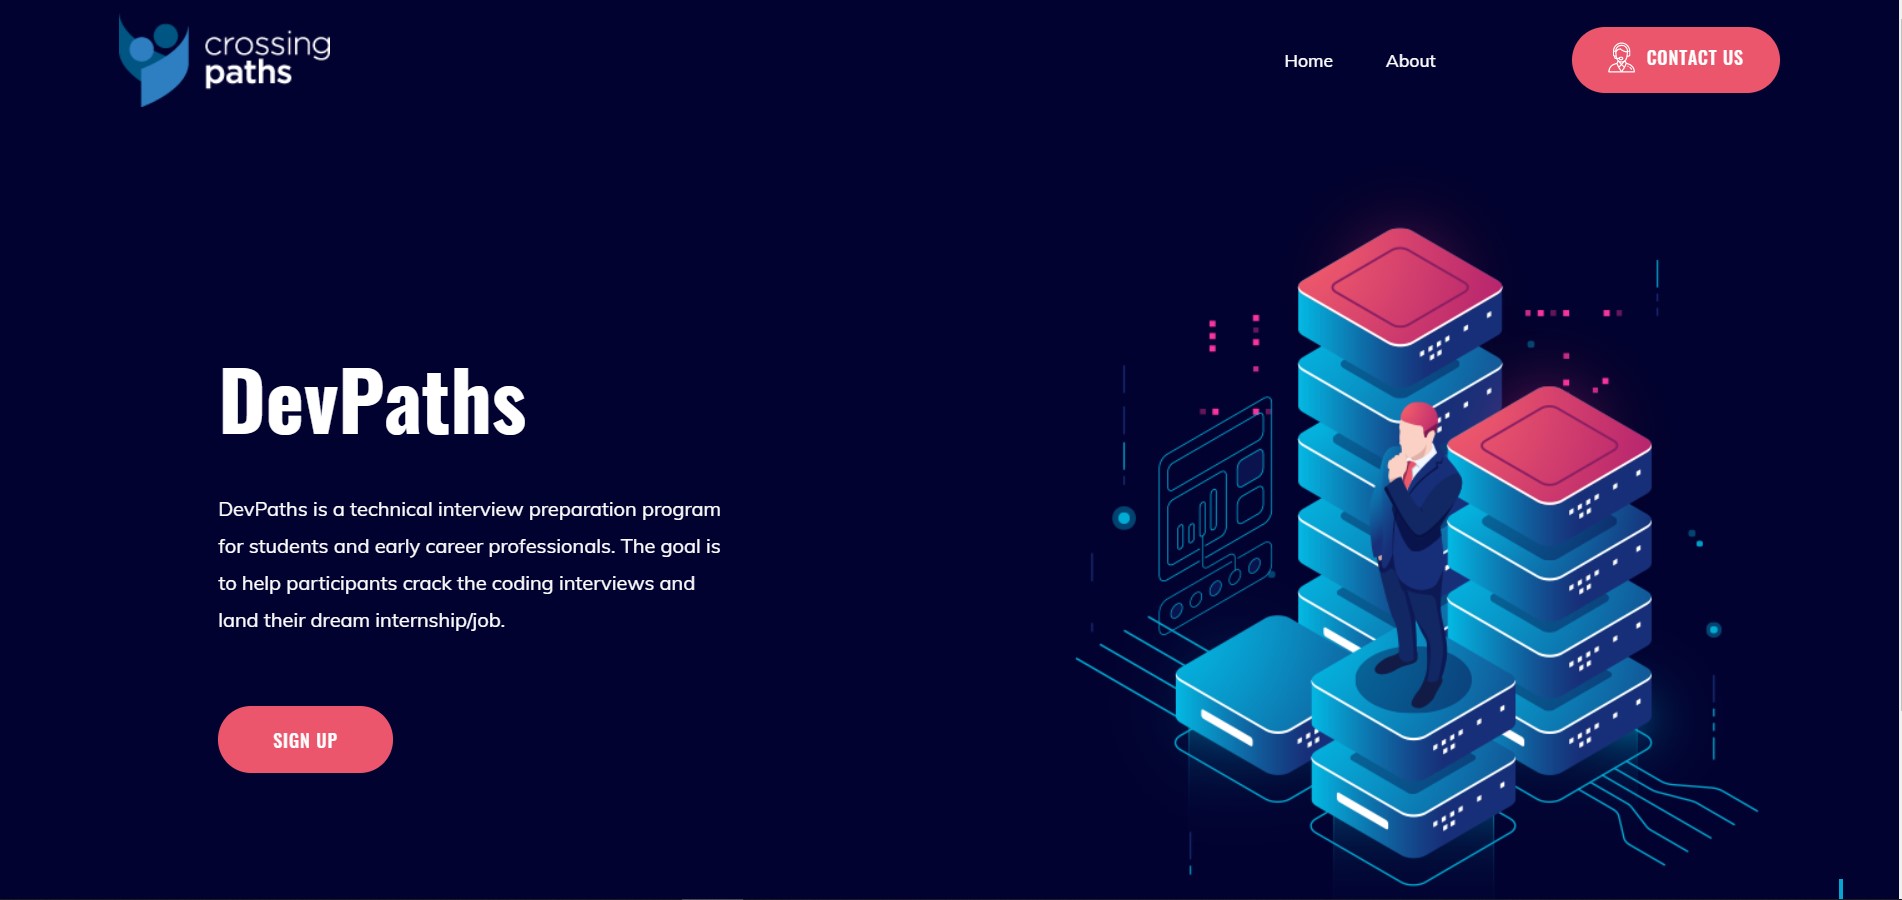 crossing
paths
Home
About
CONTACT US
DevPaths
DevPaths is a technical interview preparation program
for students and early career professionals. The goal is
to help participants crack the coding interviews and
land their dream internship/job.
SIGN UP